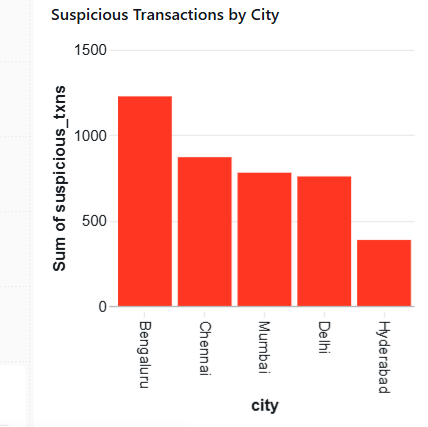 Suspicious Transactions by City
1500
1000
500
0
Sum of suspicious_txns
Bengaluru
Chennai
Mumbai
Delhi
Hyderabad
city